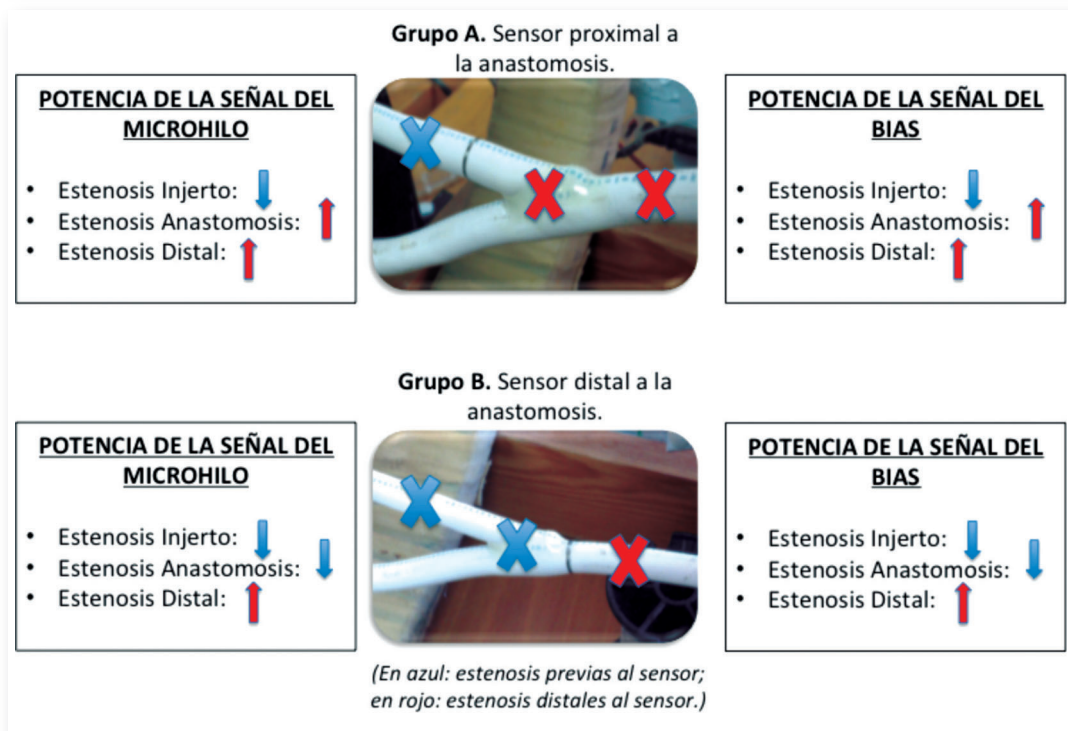 Grupo A. Sensor proximal a
la anastomosis.
POTENCIA DE LA SEÑAL DEL
MICROHILO
• Estenosis Injerto:
• Estenosis Anastomosis:
• Estenosis Distal:
POTENCIA DE LA SEÑAL DEL
BIAS
• Estenosis Injerto:
• Estenosis Anastomosis:
• Estenosis Distal:
Grupo B. Sensor distal a la
anastomosis.
POTENCIA DE LA SEÑAL DEL
MICROHILO
• Estenosis Injerto:
• Estenosis Anastomosis:
• Estenosis Distal:
POTENCIA DE LA SEÑAL DEL
BIAS
• Estenosis Injerto:
• Estenosis Anastomosis:
• Estenosis Distal:
(En azul: estenosis previas al sensor;
en rojo: estenosis distales al sensor.)